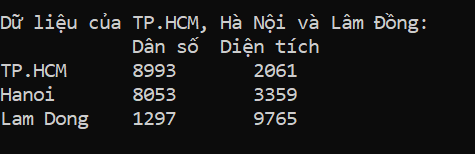 Dữ liệu của TP.HCM, Hà Nội và Lâm Đồng:
Dân số Diện tích
TP.HCM 8993 2061
Hanoi 8053 3359
Lam Dong 1297 9765